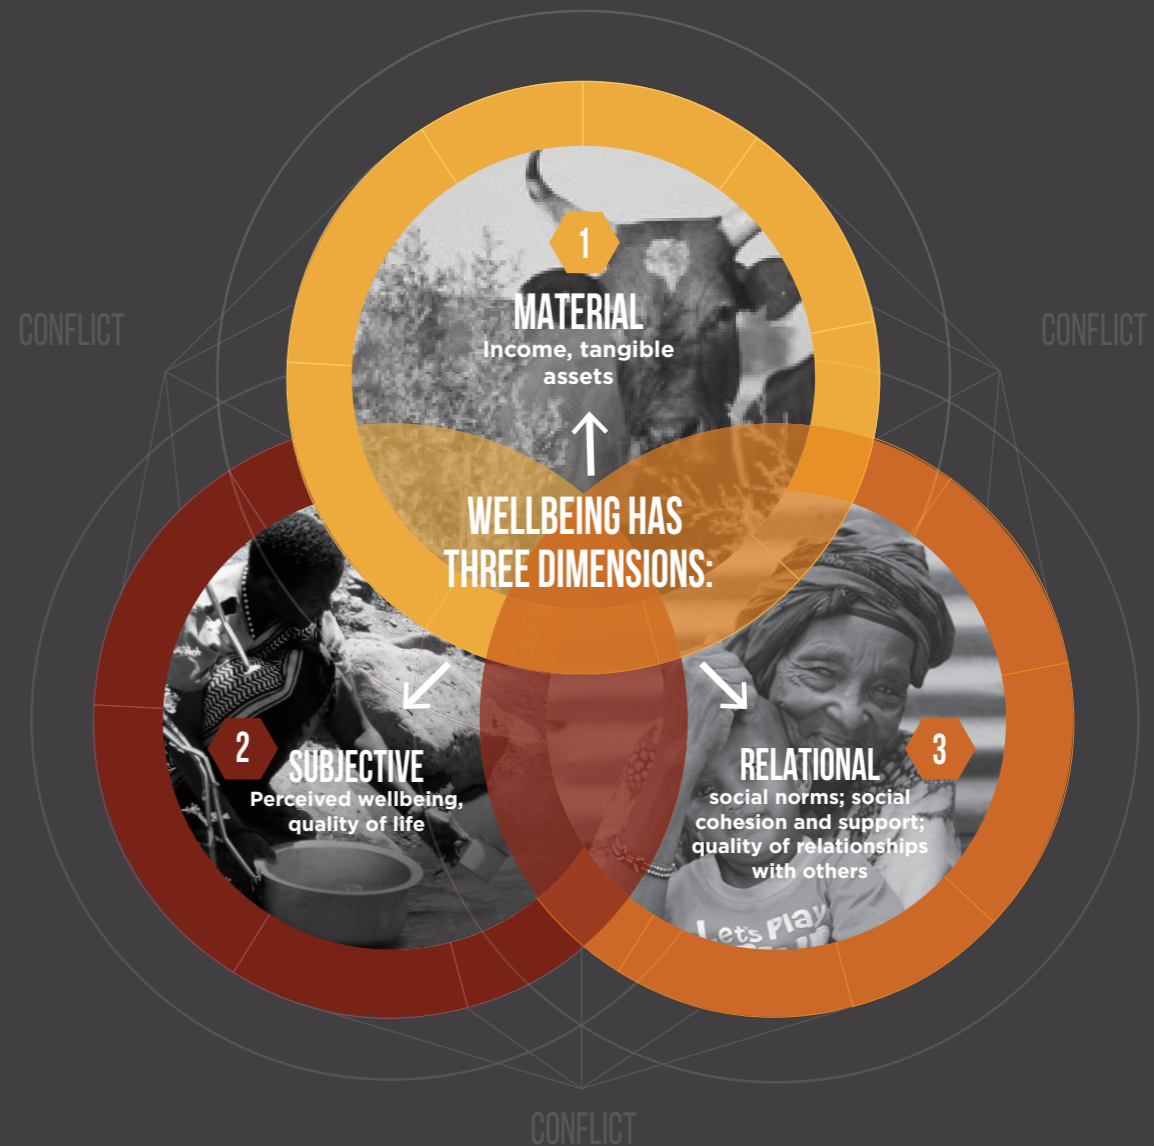 1
MATERIAL
Income, tangible
assets
CONFLICT
CONFLICT
WELLBEING HAS
THREE DIMENSIONS:
2
SUBJECTIVE
Perceived wellbeing,
quality of life
3
RELATIONAL
social norms; social
cohesion and support;
quality of relationships
with others
Let's Play
CONFLICT